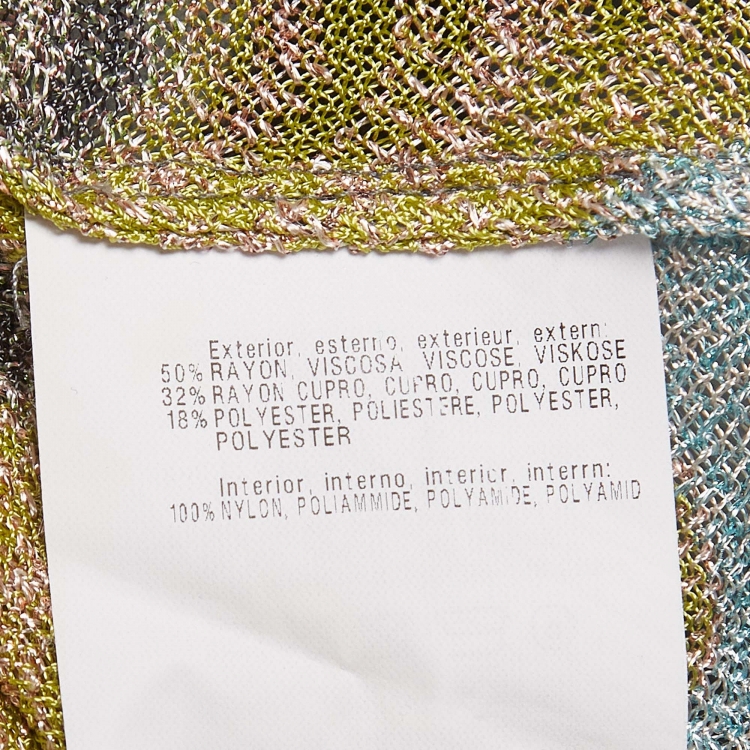 Exterior, esterno, exterieur, extern:
50% RAYON, VISCOSA VISCOSE, VISKOSE
32% RAYON CUPRO, CUPRO, CUPRO, CUPRO
18% POLYESTER, POLIESTERE, POLYESTER,
POLYESTER
Interior, interno, interior, interrn:
100% NYLON, POLIAMMIDE, POLYAMIDE, POLYAMID